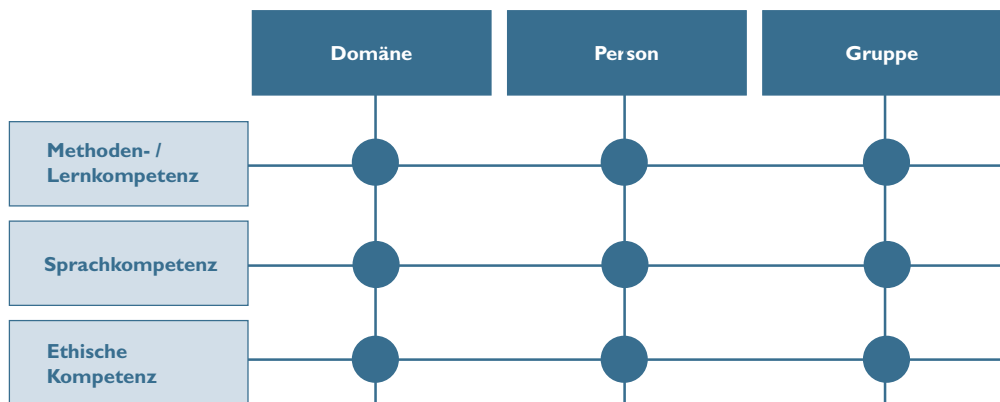 Domäne
Person
Gruppe
Methoden- /
Lernkompetenz
Sprachkompetenz
Ethische
Kompetenz